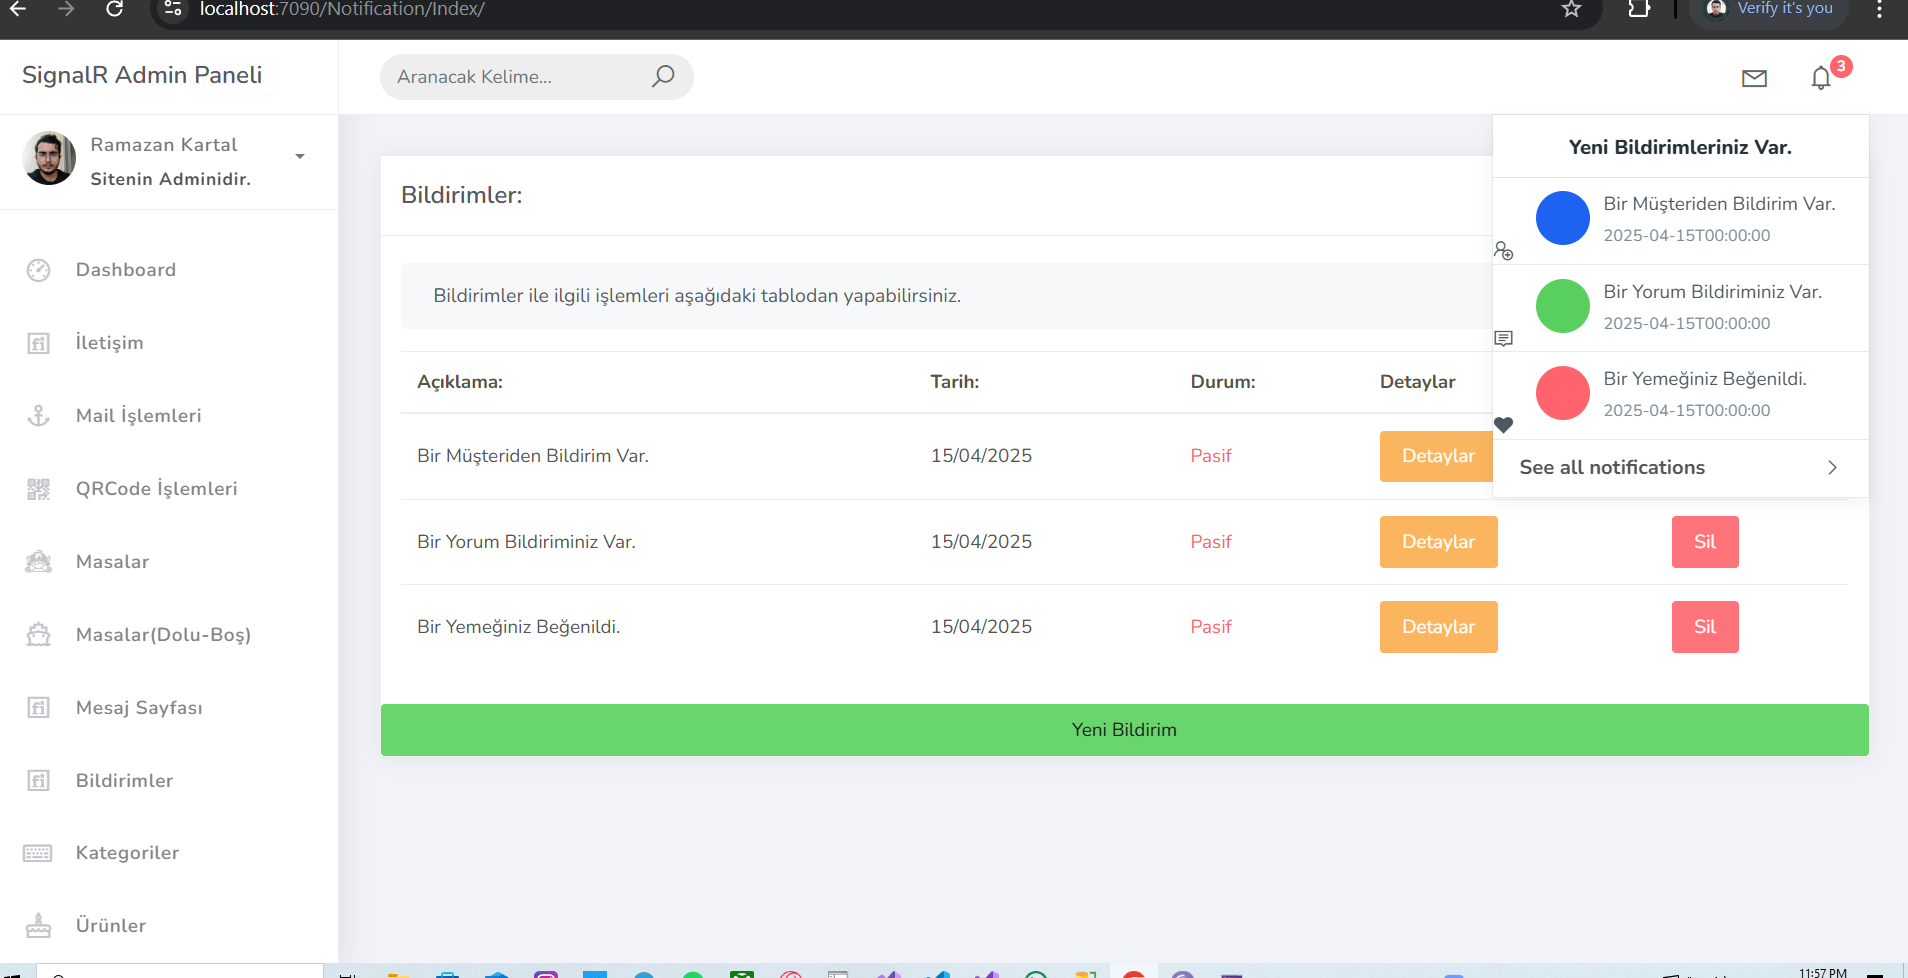 localhost:7090/Notification/Index/
Verify it's you
SignalR Admin Paneli
Aranacak Kelime...
3
Ramazan Kartal
Sitenin Adminidir.
Dashboard
İletişim
Mail İşlemleri
QRCode İşlemleri
Masalar
Masalar(Dolu-Boş)
Mesaj Sayfası
Bildirimler
Kategoriler
Ürünler
Bildirimler:
Bildirimler ile ilgili işlemleri aşağıdaki tablodan yapabilirsiniz.
Açıklama: Tarih: Durum: Detaylar
Bir Müşteriden Bildirim Var. 15/04/2025 Pasif Detaylar
Bir Yorum Bildiriminiz Var. 15/04/2025 Pasif Detaylar Sil
Bir Yemeğiniz Beğenildi. 15/04/2025 Pasif Detaylar Sil
Yeni Bildirim
Yeni Bildirimleriniz Var.
Bir Müşteriden Bildirim Var.
2025-04-15T00:00:00
Bir Yorum Bildiriminiz Var.
2025-04-15T00:00:00
Bir Yemeğiniz Beğenildi.
2025-04-15T00:00:00
See all notifications
11:57 PM